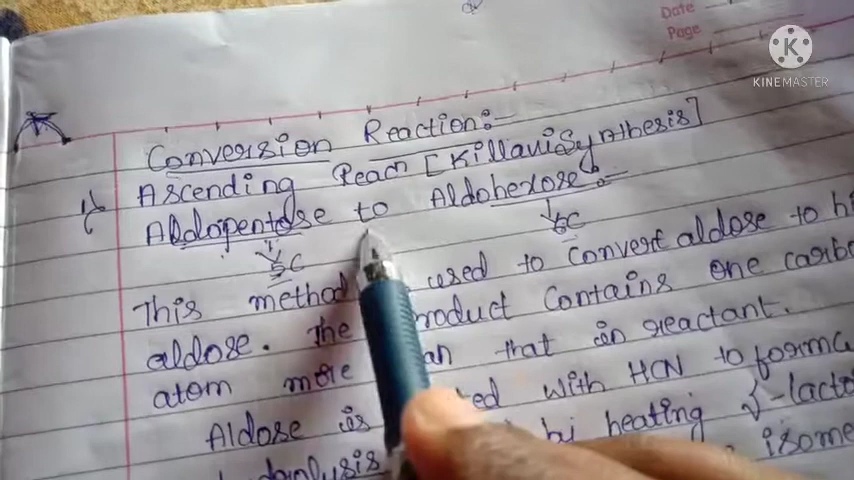 Date
Page
KINEMASTER
Conversion Reaction:-
Ascending Reacn [Killani Synthesis]
1) Aldopentose to Aldohexose :-
5C 6C
This method used to convert aldose to hi
aldose. The product contains one carbo
atom more than that in reactant.
Aldose is with HCN to form a
by heating γ-lacto
isome